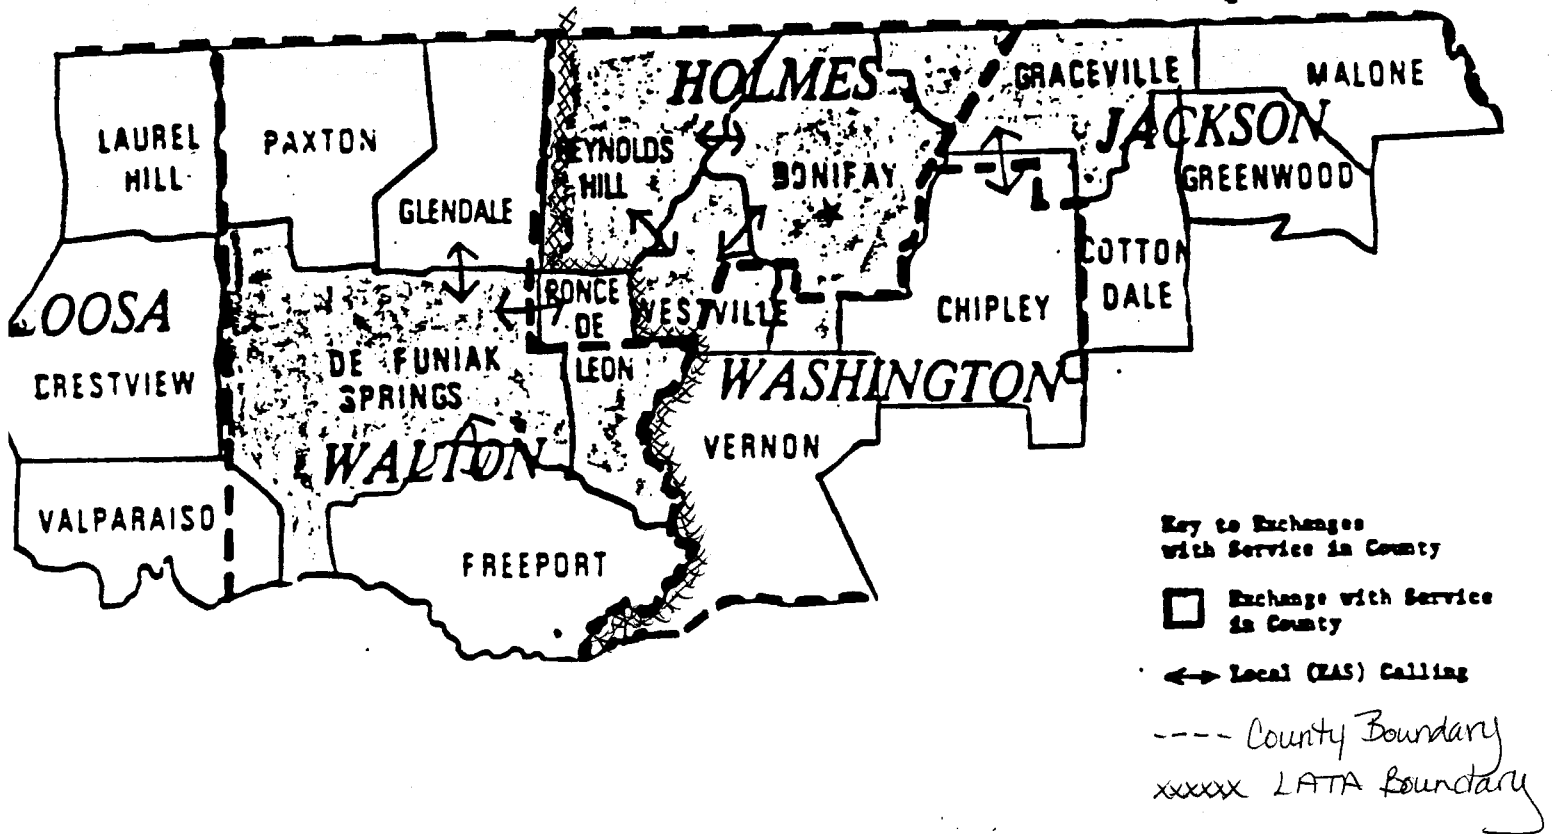 HOLMES
GRACEVILLE
MALONE
LAUREL
HILL
PAXTON
JACKSON
REYNOLDS
HILL
BONIFAY
GREENWOOD
GLENDALE
COTTON
DALE
LOOSA
PONCE
DE
LEON
WESTVILLE
CHIPLEY
CRESTVIEW
DE FUNIAK
SPRINGS
WASHINGTON
WALTON
VERNON
VALPARAISO
FREEPORT
Key to Exchanges
with Service in County
Exchange with Service
in County
Local (EAS) Calling
---- County Boundary
xxxxxx LATA Boundary